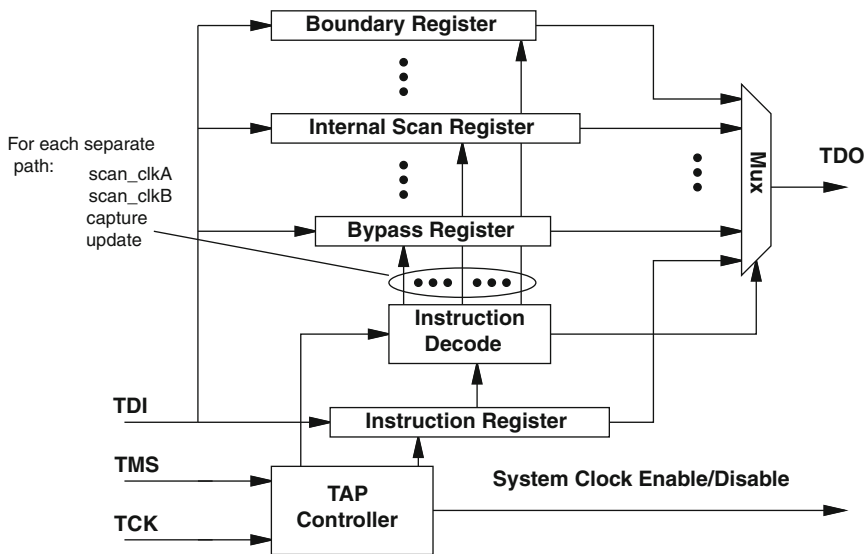 Boundary Register
Internal Scan Register
For each separate
path:
scan_clkA
scan_clkB
capture
update
Mux
TDO
Bypass Register
Instruction
Decode
TDI
Instruction Register
TMS
System Clock Enable/Disable
TAP
Controller
TCK